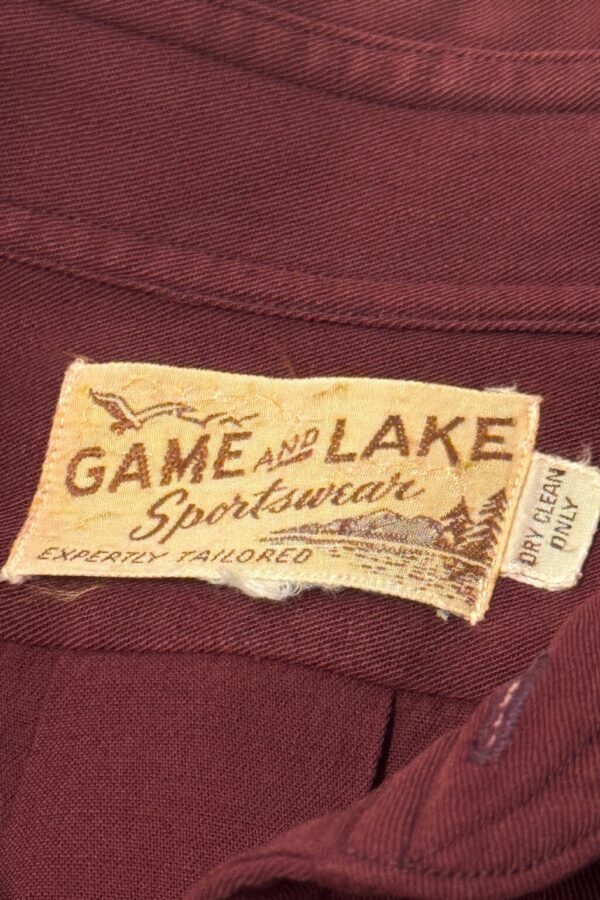 GAME AND LAKE
Sportswear
EXPERTLY TAILORED
DRY CLEAN
ONLY